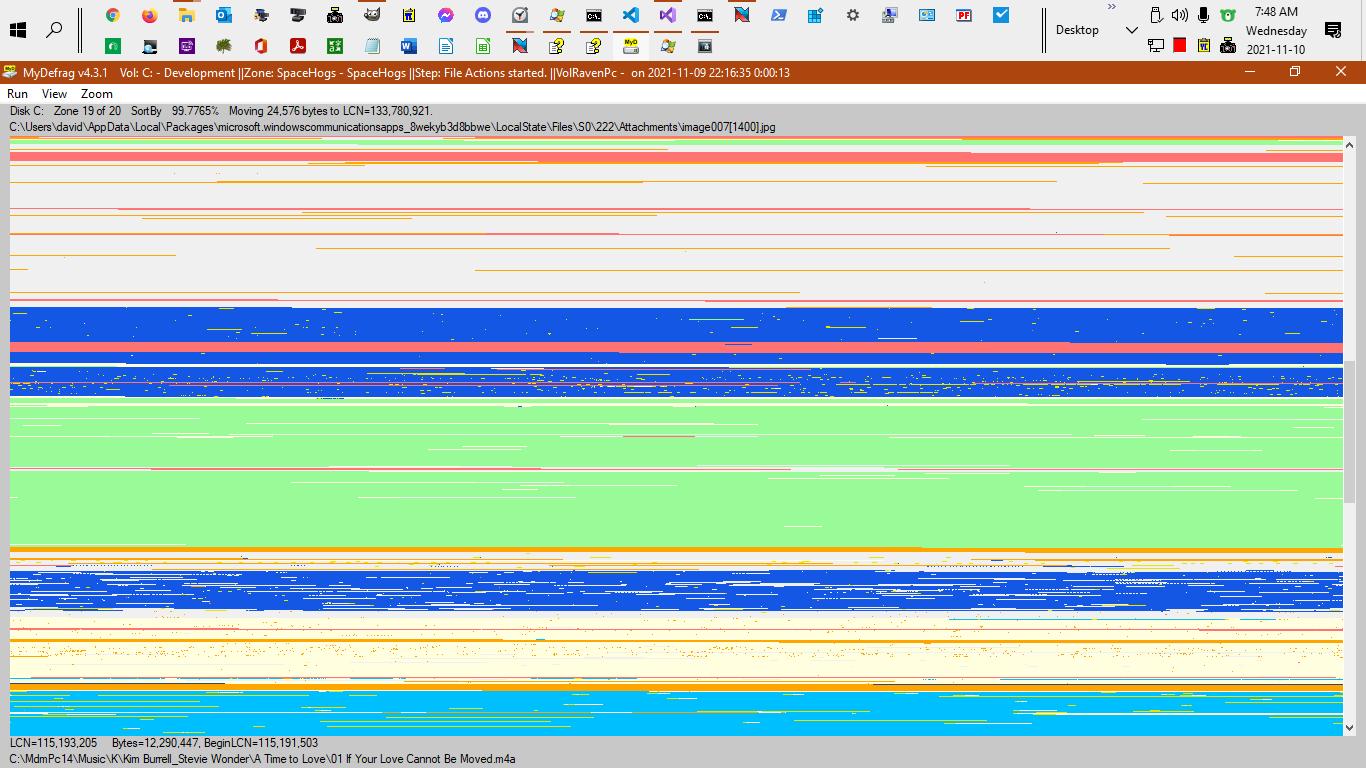 7:48 AM
Desktop
Wednesday
2021-11-10
MyDefrag v4.3.1 Vol: C: - Development ||Zone: SpaceHogs - SpaceHogs ||Step: File Actions started. ||VolRavenPc - on 2021-11-09 22:16:35 0:00:13
Run View Zoom
Disk C: Zone 19 of 20 SortBy 99.7765% Moving 24,576 bytes to LCN=133,780,921.
C:\Users\david\AppData\Local\Packages\microsoft.windowscommunicationsapps_8wekyb3d8bbwe\LocalState\Files\S0\222\Attachments\image007[1400].jpg
LCN=115,193,205 Bytes=12,290,447, BeginLCN=115,191,503
C:\MdmPc14\Music\K\Kim Burrell_Stevie Wonder\A Time to Love\01 If Your Love Cannot Be Moved.m4a